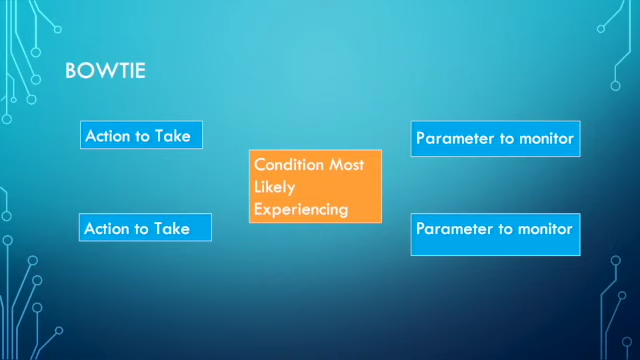 BOWTIE
Action to Take
Parameter to monitor
Condition Most
Likely
Experiencing
Action to Take
Parameter to monitor